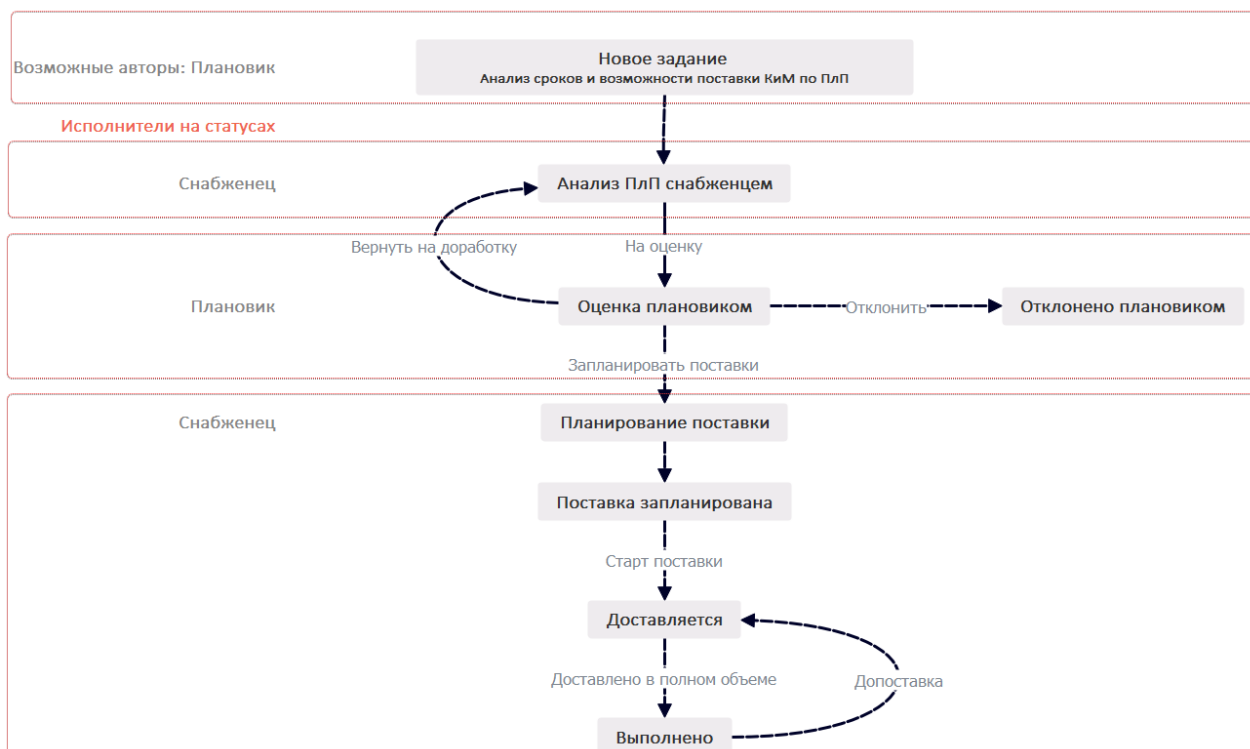 Возможные авторы: Плановик
Новое задание
Анализ сроков и возможности поставки КиМ по ПлП
Исполнители на статусах
Снабженец
Анализ ПлП снабженцем
Вернуть на доработку
На оценку
Плановик
Оценка плановиком
Отклонить
Отклонено плановиком
Запланировать поставки
Снабженец
Планирование поставки
Поставка запланирована
Старт поставки
Доставляется
Доставлено в полном объеме
Допоставка
Выполнено